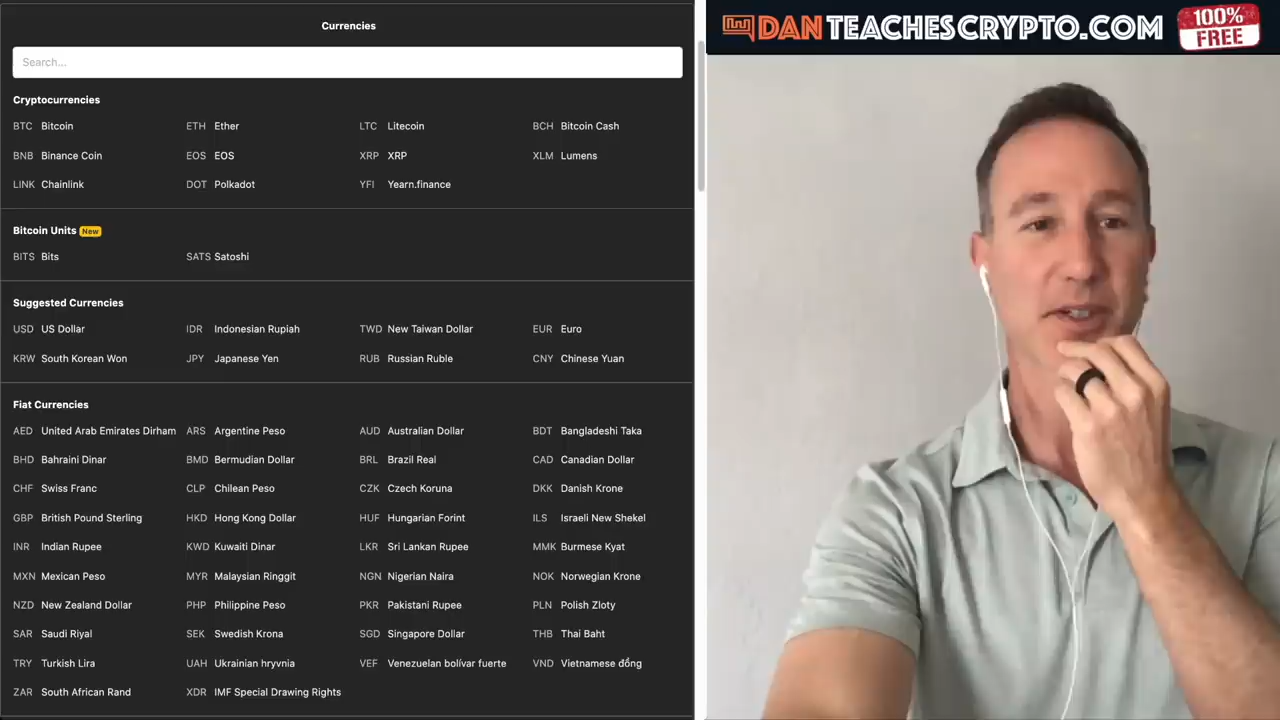 Currencies
Search...
Cryptocurrencies
BTC Bitcoin ETH Ether LTC Litecoin BCH Bitcoin Cash
BNB Binance Coin EOS EOS XRP XRP XLM Lumens
LINK Chainlink DOT Polkadot YFI Yearn.finance
Bitcoin Units New
BITS Bits SATS Satoshi
Suggested Currencies
USD US Dollar IDR Indonesian Rupiah TWD New Taiwan Dollar EUR Euro
KRW South Korean Won JPY Japanese Yen RUB Russian Ruble CNY Chinese Yuan
Fiat Currencies
AED United Arab Emirates Dirham ARS Argentine Peso AUD Australian Dollar BDT Bangladeshi Taka
BHD Bahraini Dinar BMD Bermudian Dollar BRL Brazil Real CAD Canadian Dollar
CHF Swiss Franc CLP Chilean Peso CZK Czech Koruna DKK Danish Krone
GBP British Pound Sterling HKD Hong Kong Dollar HUF Hungarian Forint ILS Israeli New Shekel
INR Indian Rupee KWD Kuwaiti Dinar LKR Sri Lankan Rupee MMK Burmese Kyat
MXN Mexican Peso MYR Malaysian Ringgit NGN Nigerian Naira NOK Norwegian Krone
NZD New Zealand Dollar PHP Philippine Peso PKR Pakistani Rupee PLN Polish Zloty
SAR Saudi Riyal SEK Swedish Krona SGD Singapore Dollar THB Thai Baht
TRY Turkish Lira UAH Ukrainian hryvnia VEF Venezuelan bolívar fuerte VND Vietnamese đồng
ZAR South African Rand XDR IMF Special Drawing Rights
DANTEACHESCRYPTO.COM
100%
FREE